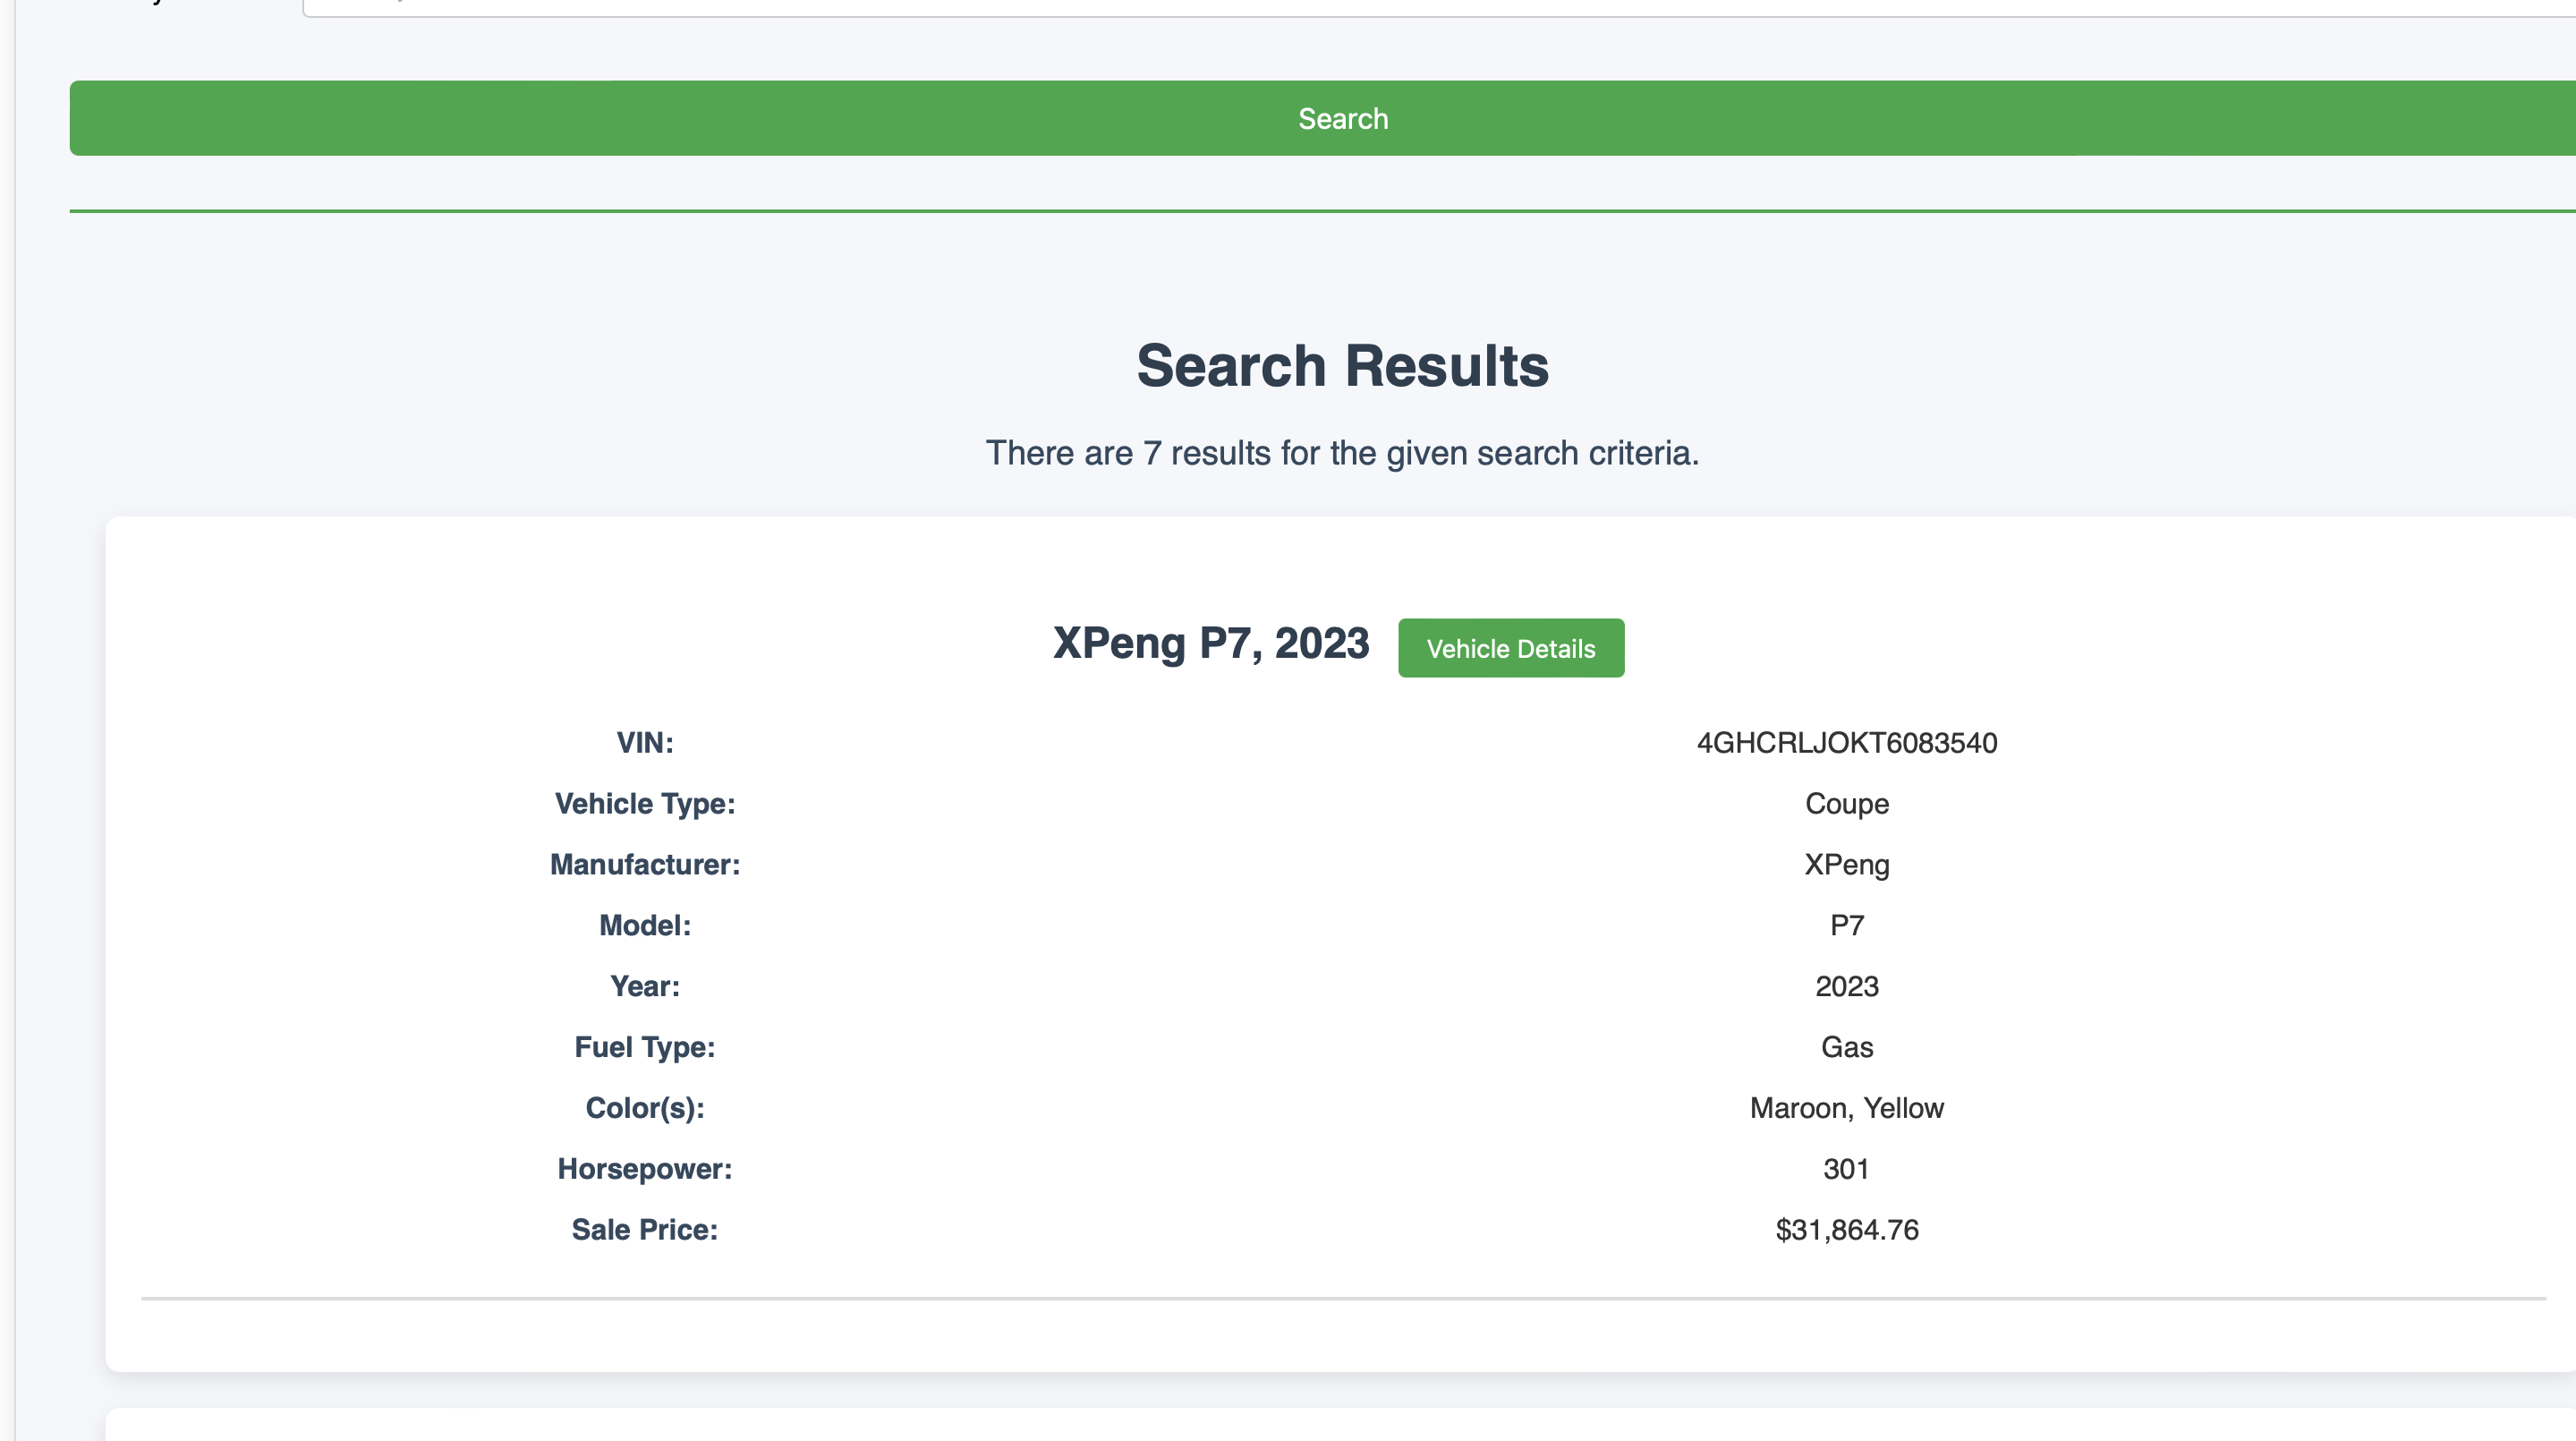 Search
Search Results
There are 7 results for the given search criteria.
XPeng P7, 2023 Vehicle Details
VIN: 4GHCRLJOKT6083540
Vehicle Type: Coupe
Manufacturer: XPeng
Model: P7
Year: 2023
Fuel Type: Gas
Color(s): Maroon, Yellow
Horsepower: 301
Sale Price: $31,864.76